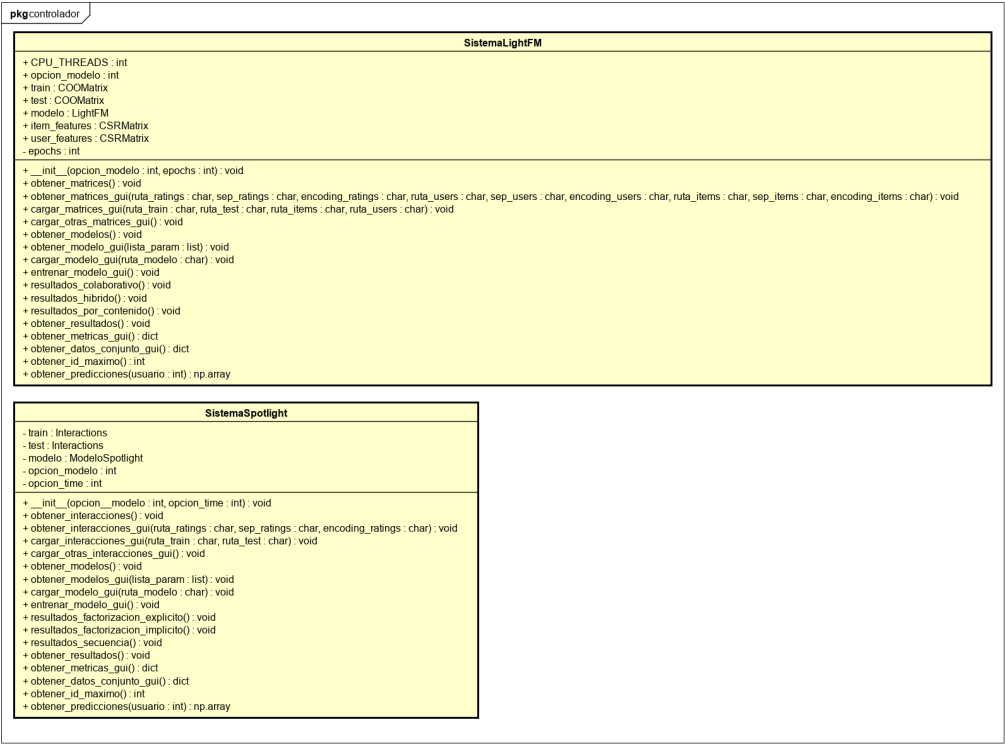 pkg controlador
SistemaLightFM
+ CPU_THREADS : int
+ opcion_modelo : int
+ train : COOMatrix
+ test : COOMatrix
+ modelo : LightFM
+ item_features : CSRMatrix
+ user_features : CSRMatrix
- epochs : int
+ __init__(opcion_modelo : int, epochs : int) : void
+ obtener_matrices() : void
+ obtener_matrices_gui(ruta_ratings : char, sep_ratings : char, encoding_ratings : char, ruta_users : char, sep_users : char, encoding_users : char, ruta_items : char, sep_items : char, encoding_items : char) : void
+ cargar_matrices_gui(ruta_train : char, ruta_test : char, ruta_items : char, ruta_users : char) : void
+ cargar_otras_matrices_gui() : void
+ obtener_modelos() : void
+ obtener_modelo_gui(lista_param : list) : void
+ cargar_modelo_gui(ruta_modelo : char) : void
+ entrenar_modelo_gui() : void
+ resultados_colaborativo() : void
+ resultados_hibrido() : void
+ resultados_por_contenido() : void
+ obtener_resultados() : void
+ obtener_metricas_gui() : dict
+ obtener_datos_conjunto_gui() : dict
+ obtener_id_maximo() : int
+ obtener_predicciones(usuario : int) : np.array
SistemaSpotlight
- train : Interactions
- test : Interactions
- modelo : ModeloSpotlight
- opcion_modelo : int
- opcion_time : int
+ __init__(opcion__modelo : int, opcion_time : int) : void
+ obtener_interacciones() : void
+ obtener_interacciones_gui(ruta_ratings : char, sep_ratings : char, encoding_ratings : char) : void
+ cargar_interacciones_gui(ruta_train : char, ruta_test : char) : void
+ cargar_otras_interacciones_gui() : void
+ obtener_modelos() : void
+ obtener_modelos_gui(lista_param : list) : void
+ cargar_modelo_gui(ruta_modelo : char) : void
+ entrenar_modelo_gui() : void
+ resultados_factorizacion_explicito() : void
+ resultados_factorizacion_implicito() : void
+ resultados_secuencia() : void
+ obtener_resultados() : void
+ obtener_metricas_gui() : dict
+ obtener_datos_conjunto_gui() : dict
+ obtener_id_maximo() : int
+ obtener_predicciones(usuario : int) : np.array